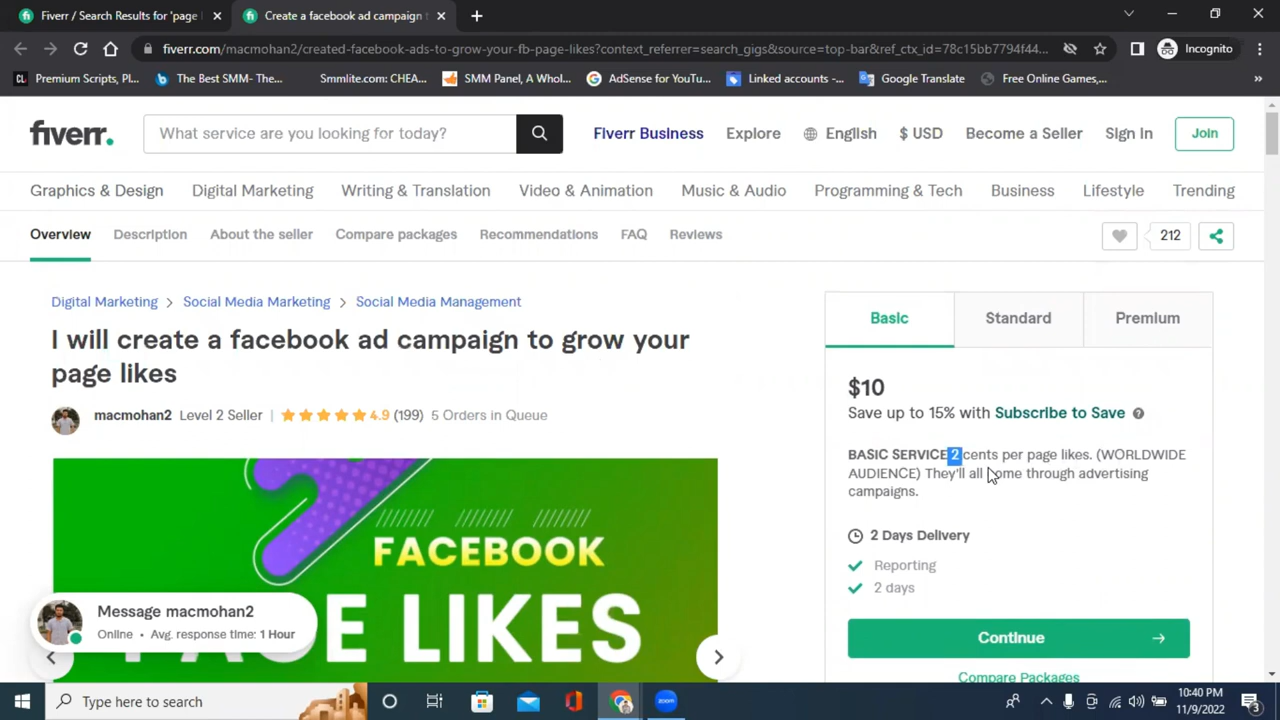 Fiverr / Search Results for 'page
Create a facebook ad campaign
fiverr.com/macmohan2/created-facebook-ads-to-grow-your-fb-page-likes?context_referrer=search_gigs&source=top-bar&ref_ctx_id=78c15bb7794f44...
Incognito
CL Premium Scripts, Pl...
The Best SMM- The...
Smmlite.com: CHEA...
SMM Panel, A Whol...
AdSense for YouTu...
Linked accounts -...
Google Translate
Free Online Games,...
fiverr.
What service are you looking for today?
Fiverr Business
Explore
English
$ USD
Become a Seller
Sign In
Join
Graphics & Design
Digital Marketing
Writing & Translation
Video & Animation
Music & Audio
Programming & Tech
Business
Lifestyle
Trending
Overview
Description
About the seller
Compare packages
Recommendations
FAQ
Reviews
212
Digital Marketing
Social Media Marketing
Social Media Management
I will create a facebook ad campaign to grow your
page likes
macmohan2 Level 2 Seller 4.9 (199) 5 Orders in Queue
FACEBOOK
PAGE LIKES
Message macmohan2
Online • Avg. response time: 1 Hour
Basic
Standard
Premium
$10
Save up to 15% with Subscribe to Save
BASIC SERVICE 2 cents per page likes. (WORLDWIDE
AUDIENCE) They'll all come through advertising
campaigns.
2 Days Delivery
Reporting
2 days
Continue
Compare Packages
Type here to search
zoom
10:40 PM
11/9/2022
3